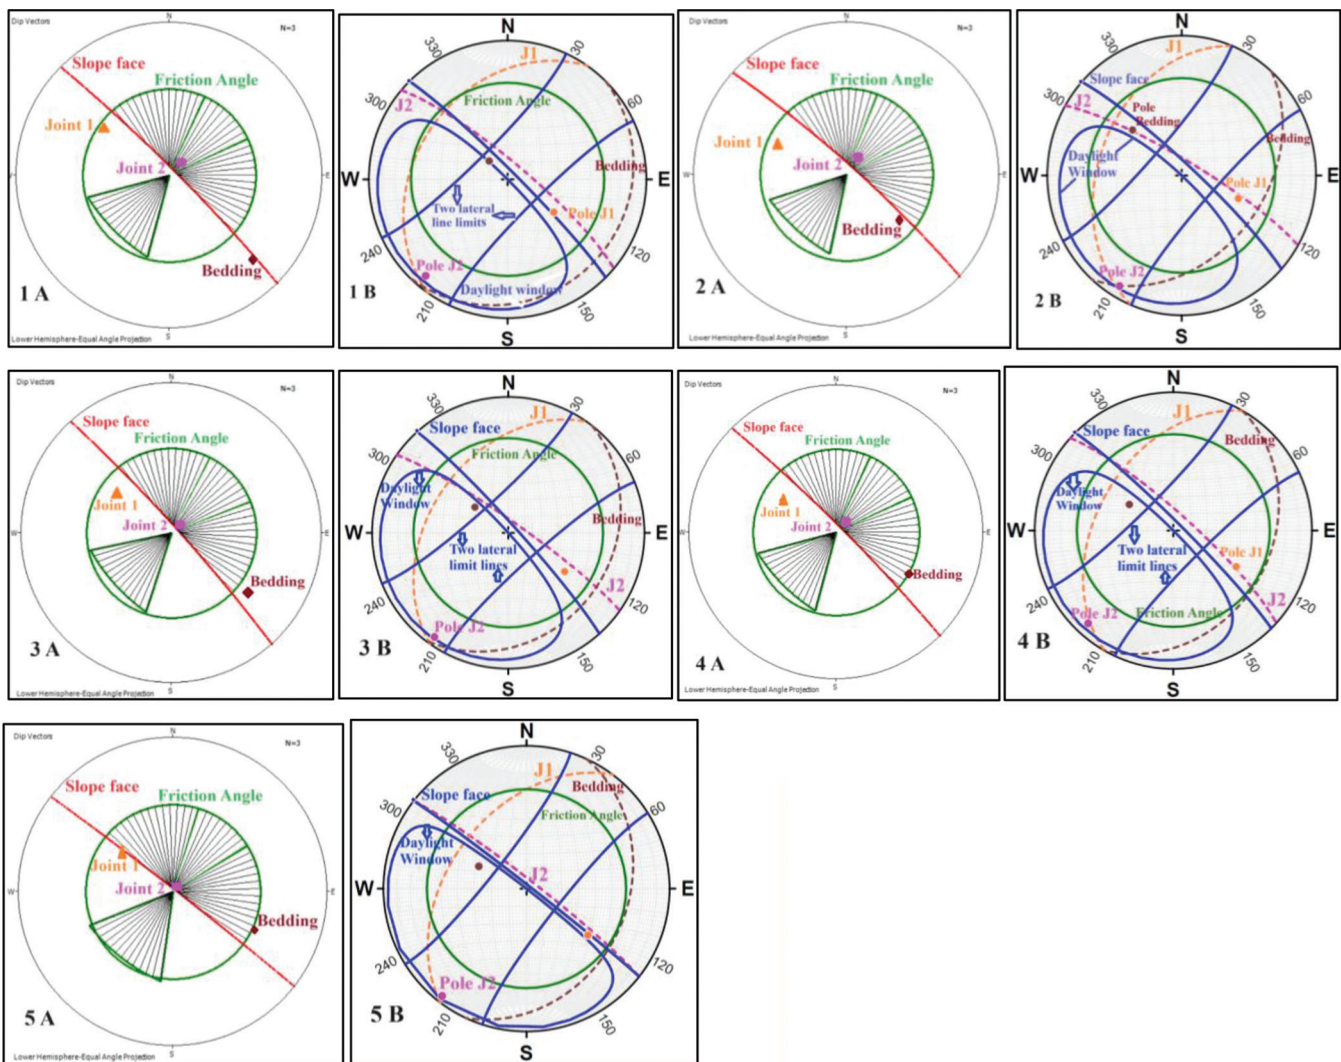 Dip Vectors
N
N=3
Slope face
Friction Angle
Joint 1
Joint 2
W
E
Bedding
1 A
S
Lower Hemisphere-Equal Angle Projection
N
330
30
J1
300
J2
Friction Angle
60
Bedding
W
E
Two lateral
line limits
Pole J1
240
120
Pole J2
Daylight window
1 B
210
150
S
Dip Vectors
N
N=3
Slope face
Friction Angle
Joint 1
Joint 2
E
Bedding
2 A
S
Lower Hemisphere-Equal Angle Projection
N
330
30
J1
Slope face
300
J2
Pole
Bedding
60
Bedding
Daylight
Window
W
E
Pole J1
240
120
Pole J2
2 B
210
150
S
Dip Vectors
N
N=3
Slope face
Friction Angle
Joint 1
Joint 2
W
E
Bedding
3 A
S
Lower Hemisphere-Equal Angle Projection
N
330
30
J1
Slope face
300
Friction Angle
60
Daylight
Window
Bedding
W
E
Two lateral
limit lines
J2
240
120
Pole J2
3 B
210
150
S
Dip Vectors
N
N=3
Slope face
Friction Angle
Joint 1
Joint 2
W
E
Bedding
4 A
S
Lower Hemisphere-Equal Angle Projection
N
330
30
J1
Slope face
Bedding
300
60
Daylight
Window
W
E
Two lateral
limit lines
Pole J1
240
J2
120
Pole J2
Friction Angle
4 B
210
150
S
Dip Vectors
N
N=3
Slope face
Friction Angle
Joint 1
Joint 2
W
E
Bedding
5 A
S
Lower Hemisphere-Equal Angle Projection
N
330
30
J1
Bedding
Slope face
300
Friction Angle
60
Daylight
Window
J2
W
E
240
120
Pole J2
5 B
210
150
S